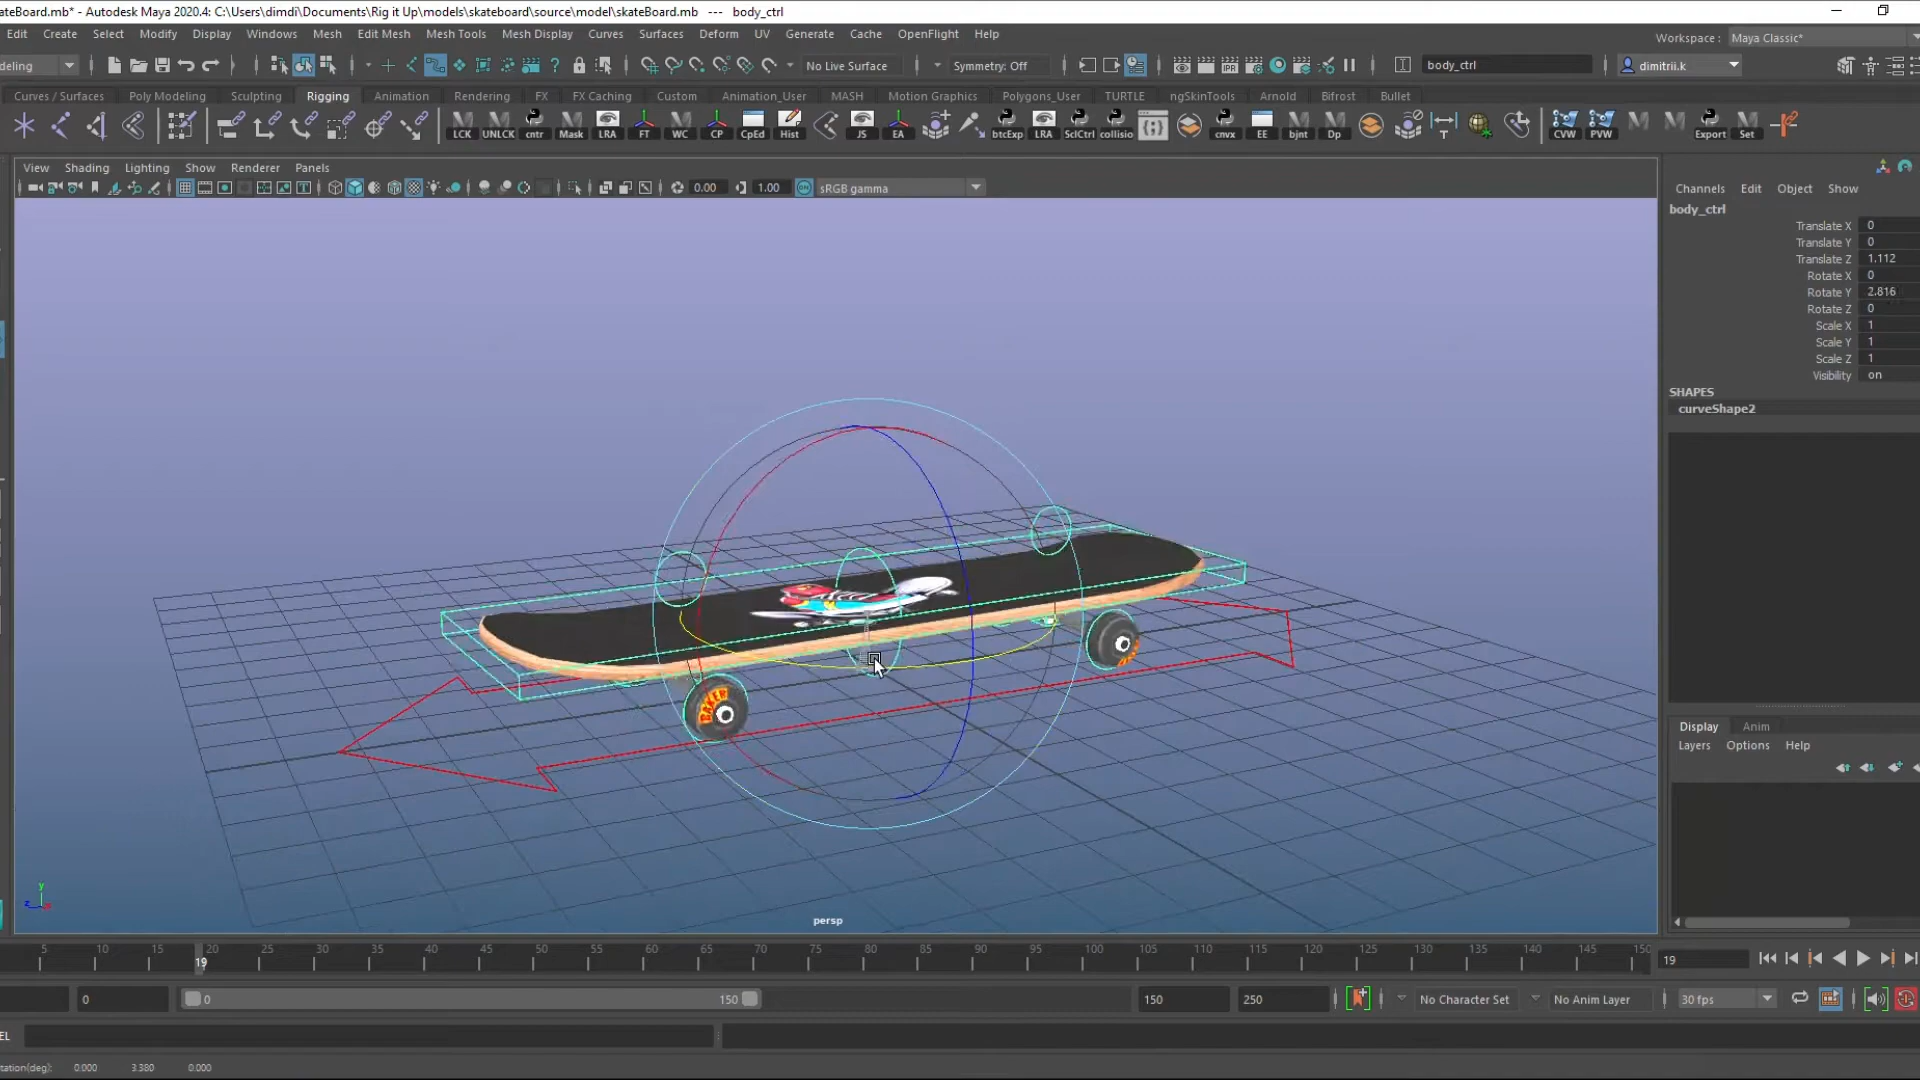 ateBoard.mb* - Autodesk Maya 2020.4: C:\Users\dimdi\Documents\Rig it Up\models\skateboard\source\model\skateBoard.mb --- body_ctrl
Edit Create Select Modify Display Windows Mesh Edit Mesh Mesh Tools Mesh Display Curves Surfaces Deform UV Generate Cache Arnold OpenFlight Help
Workspace : Maya Classic*
deling No Live Surface Symmetry: Off body_ctrl dimitrii.k
Curves / Surfaces Poly Modeling Sculpting Rigging Animation Rendering FX FX Caching Custom Animation_User MASH Motion Graphics Polygons_User TURTLE ngSkinTools Arnold Bifrost Bullet
LCK UNLCK cntr Mask LRA FT WC CP CpEd Hist JS EA btcExp LRA SclCtrl collisio cnvx EE bjnt Dp CVW PVW Export Set
View Shading Lighting Show Renderer Panels
0.00 1.00 ON sRGB gamma
Channels Edit Object Show
body_ctrl
Translate X 0
Translate Y 0
Translate Z 1.112
Rotate X 0
Rotate Y 2.816
Rotate Z 0
Scale X 1
Scale Y 1
Scale Z 1
Visibility on
SHAPES
curveShape2
BAKER
Display Anim
Layers Options Help
y
z
persp
5 10 15 20 25 30 35 40 45 50 55 60 65 70 75 80 85 90 95 100 105 110 115 120 125 130 135 140 145 150
19
19
0 0 150 150 250 No Character Set No Anim Layer 30 fps
EL
tation(deg): 0.000 3.380 0.000